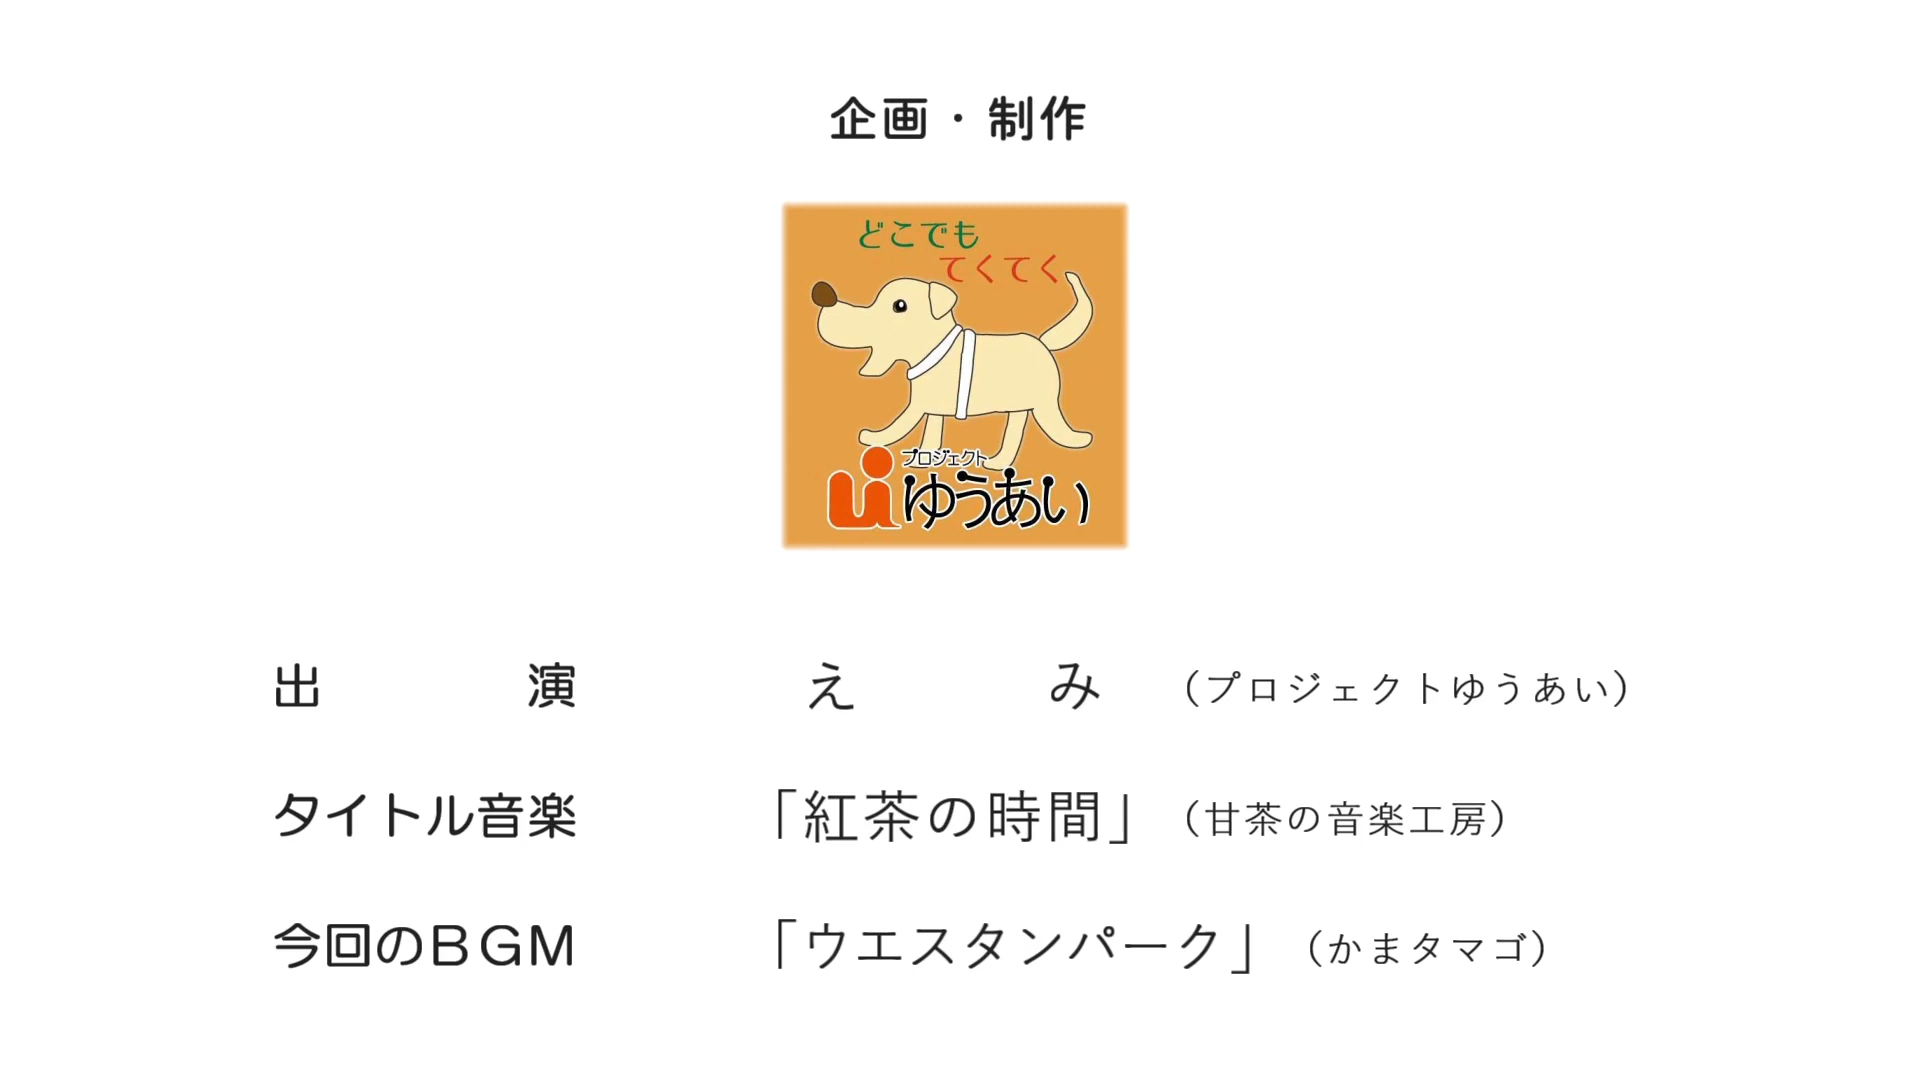 企画・制作
どこでも
てくてく
プロジェクト
ui ゆうあい
出演 えみ （プロジェクトゆうあい）
タイトル音楽 「紅茶の時間」 （甘茶の音楽工房）
今回のＢＧＭ 「ウエスタンパーク」 （かまタマゴ）